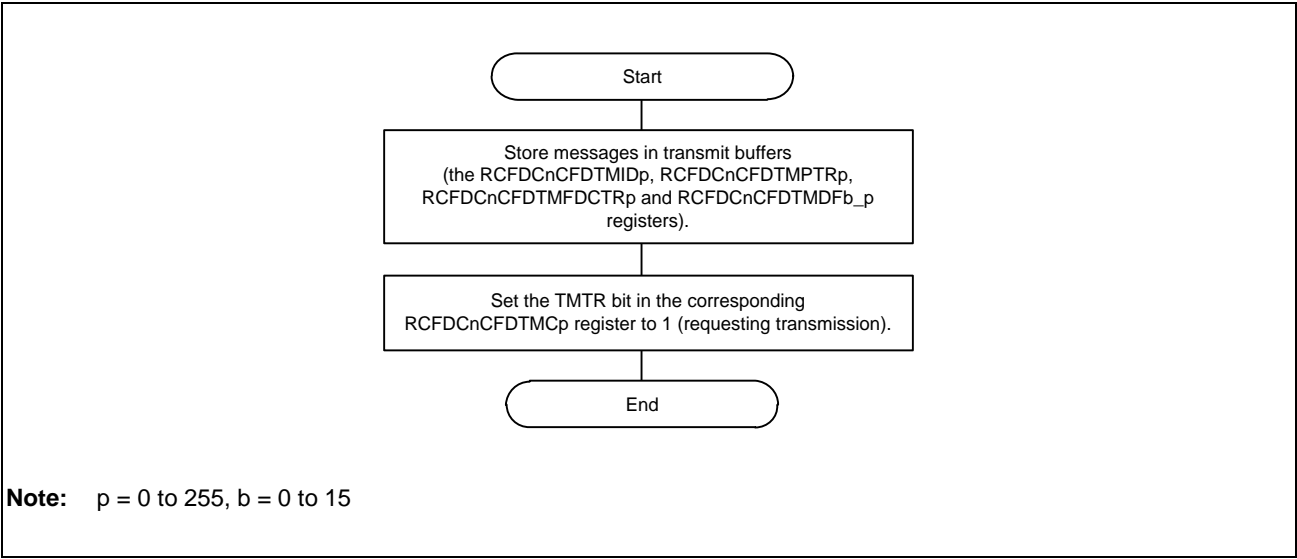 Start
Store messages in transmit buffers
(the RCFDCnCFDTMIDp, RCFDCnCFDTMPTRp,
RCFDCnCFDTMFDCTRp and RCFDCnCFDTMDFb_p
registers).
Set the TMTR bit in the corresponding
RCFDCnCFDTMCp register to 1 (requesting transmission).
End
Note: p = 0 to 255, b = 0 to 15